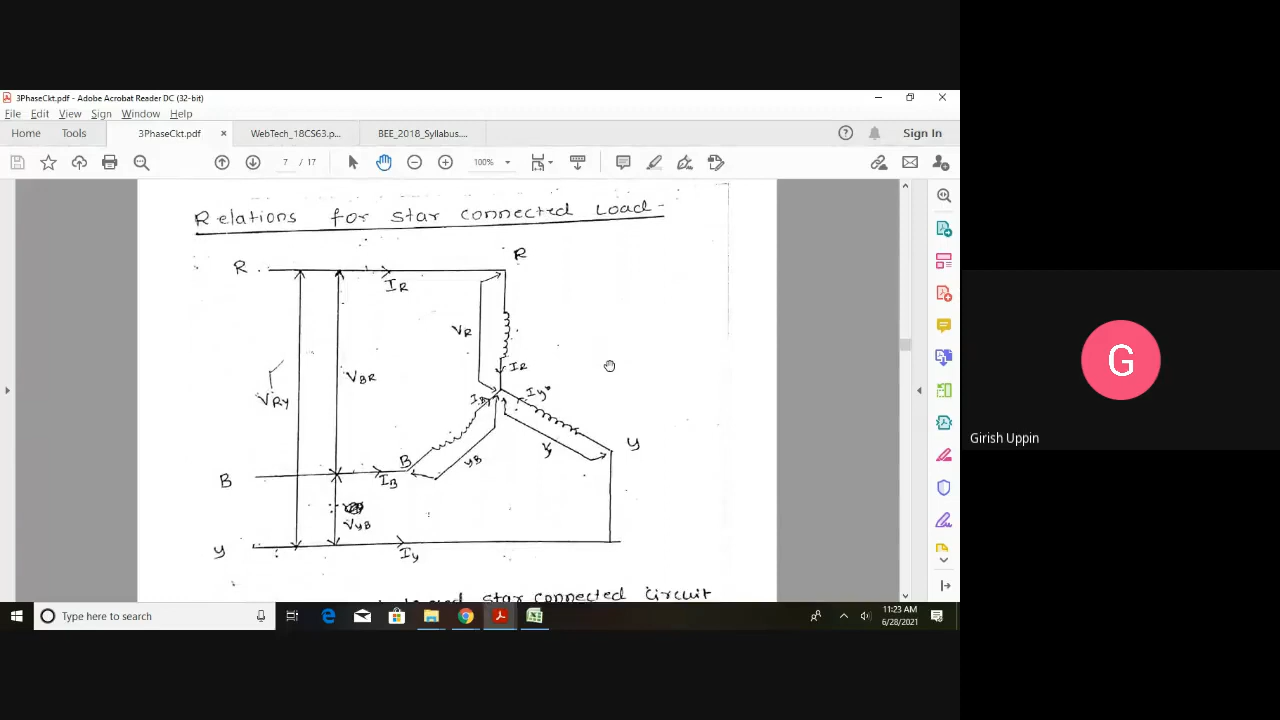 3PhaseCkt.pdf - Adobe Acrobat Reader DC (32-bit)
File Edit View Sign Window Help
Home Tools 3PhaseCkt.pdf × WebTech_18CS63.p... BEE_2018_Syllabus.... Sign In
7 / 17 100%
Relations for star connected Load -
R
R
IR
VR
IR
VBR
VRY
Iy
IB
Y
B
VB
B
IB
VYB
Y
Iy
star connected circuit
G
Girish Uppin
Type here to search
11:23 AM
6/28/2021